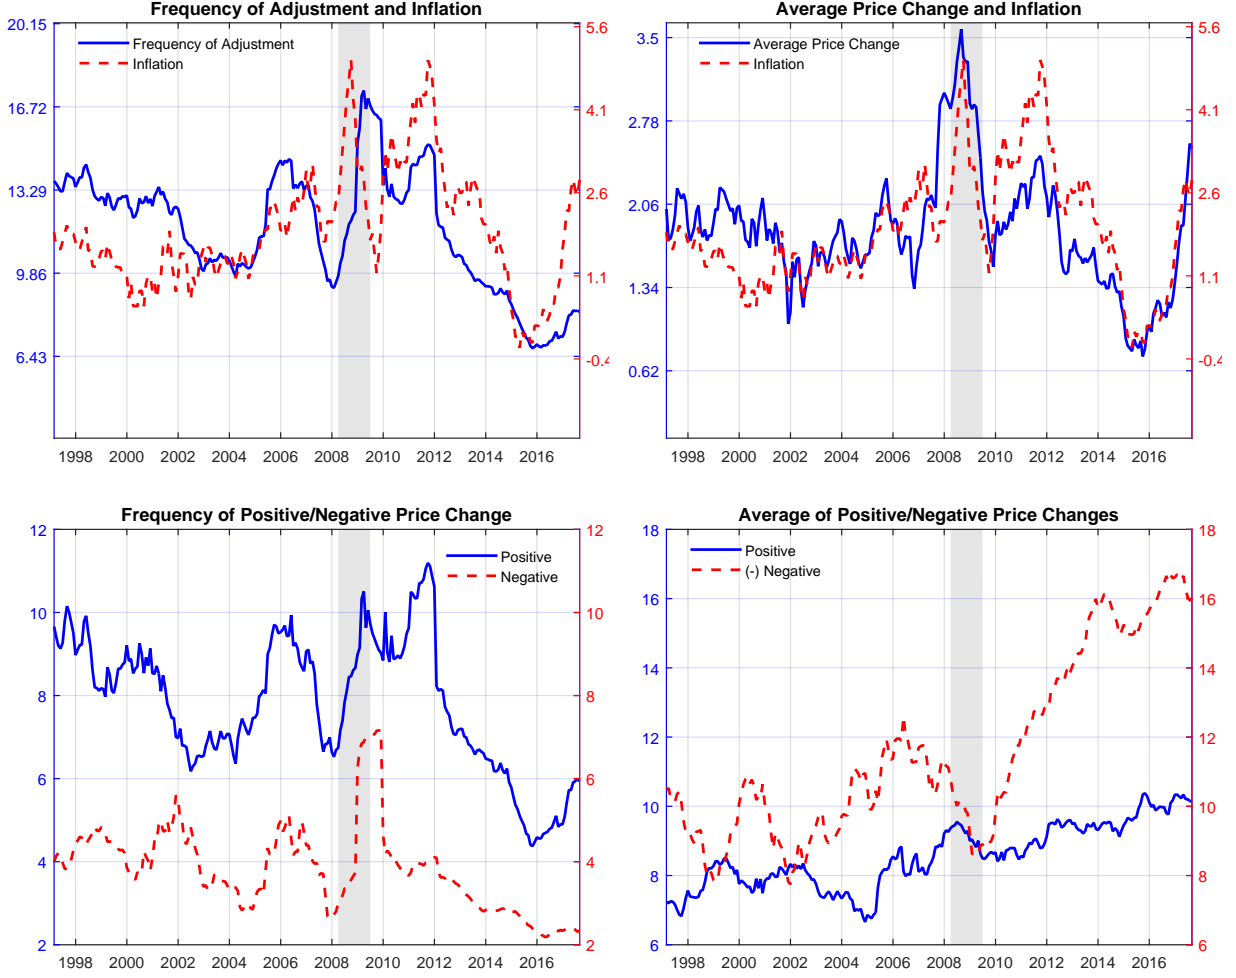 Frequency of Adjustment and Inflation
20.15
16.72
13.29
9.86
6.43
5.6
4.1
2.6
1.1
-0.4
Frequency of Adjustment
Inflation
1998 2000 2002 2004 2006 2008 2010 2012 2014 2016
Average Price Change and Inflation
3.5
2.78
2.06
1.34
0.62
5.6
4.1
2.6
1.1
-0.4
Average Price Change
Inflation
1998 2000 2002 2004 2006 2008 2010 2012 2014 2016
Frequency of Positive/Negative Price Change
12
10
8
6
4
2
12
10
8
6
4
2
Positive
Negative
1998 2000 2002 2004 2006 2008 2010 2012 2014 2016
Average of Positive/Negative Price Changes
18
16
14
12
10
8
6
18
16
14
12
10
8
6
Positive
(-) Negative
1998 2000 2002 2004 2006 2008 2010 2012 2014 2016